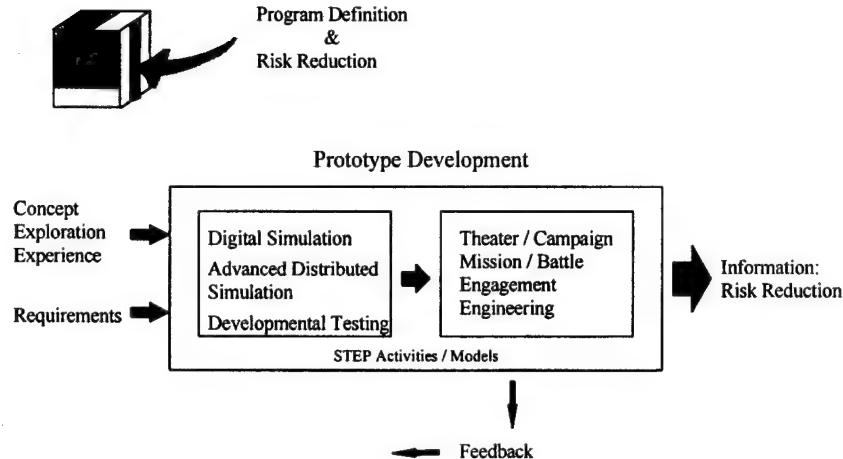 Program Definition
&
Risk Reduction
Prototype Development
Concept
Exploration
Experience
Requirements
Digital Simulation
Advanced Distributed
Simulation
Developmental Testing
Theater / Campaign
Mission / Battle
Engagement
Engineering
STEP Activities / Models
Information:
Risk Reduction
Feedback